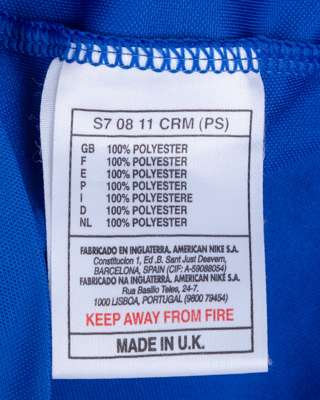 S7 08 11 CRM (PS)
GB 100% POLYESTER
F 100% POLYESTER
E 100% POLYESTER
P 100% POLYESTER
I 100% POLIESTERE
D 100% POLYESTER
NL 100% POLYESTER
FABRICADO EN INGLATERRA, AMERICAN NIKE S.A.
Constitucion 1, Ed .B. Sant Just Deevern,
BARCELONA, SPAIN (CIF: A-59088054)
FABRICADO NA INGLATERRA, AMERICAN NIKE S.A.
Rua Basilio Teles, 24-7.
1000 LISBOA, PORTUGAL (9800 79454)
KEEP AWAY FROM FIRE
MADE IN U.K.